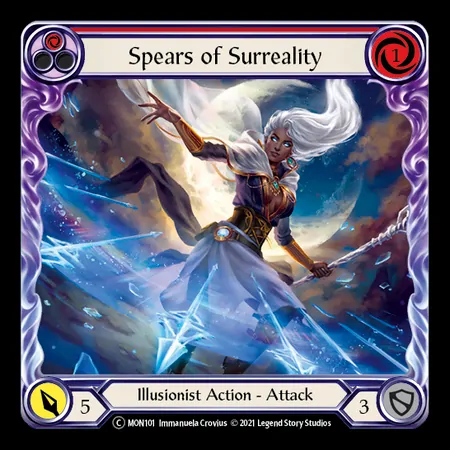 Spears of Surreality
1
Illusionist Action - Attack
5
3
C MON101 Immanuela Crovius © 2021 Legend Story Studios